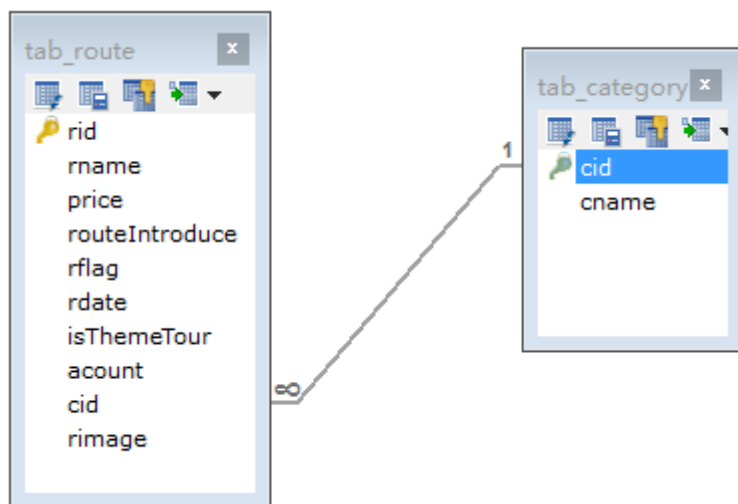 tab_route
x
rid
rname
price
routeIntroduce
rflag
rdate
isThemeTour
acount
cid
rimage
∞
1
tab_category
x
cid
cname